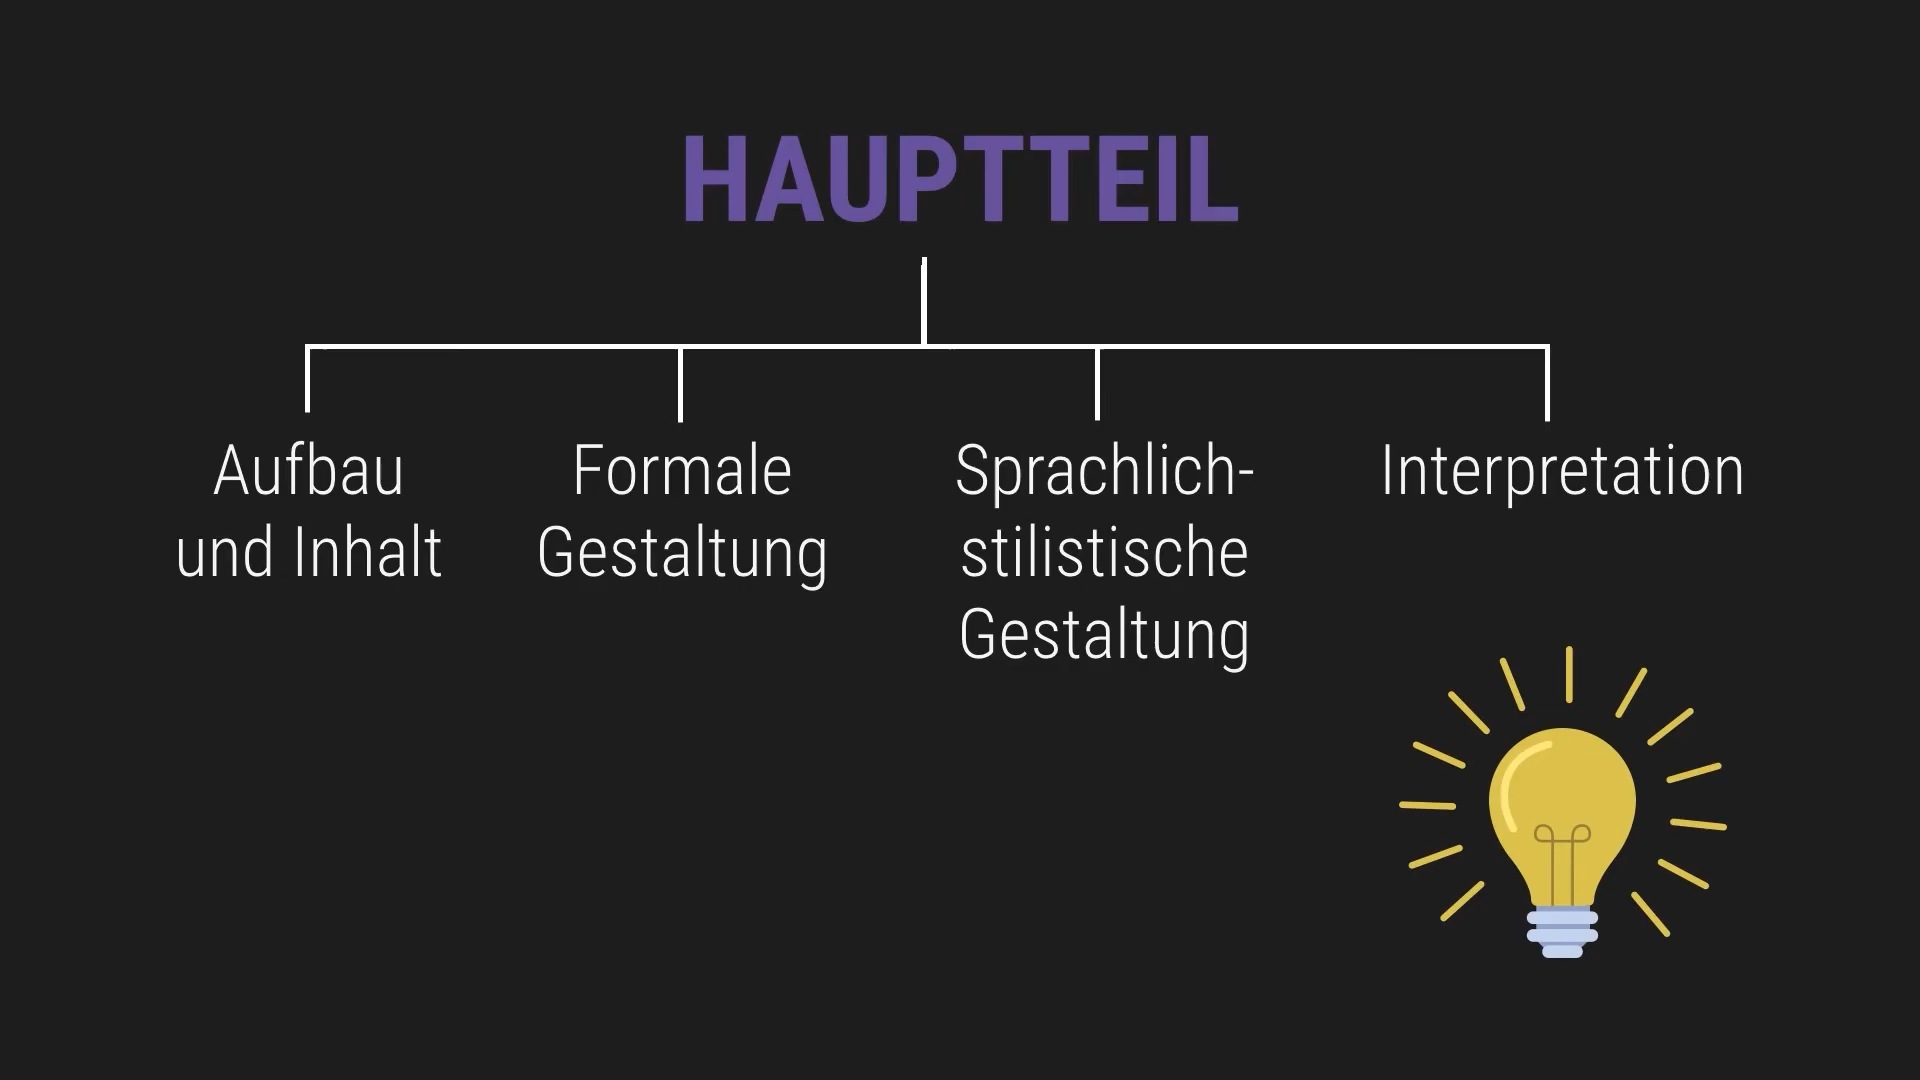 HAUPTTEIL
Aufbau
und Inhalt
Formale
Gestaltung
Sprachlich-
stilistische
Gestaltung
Interpretation